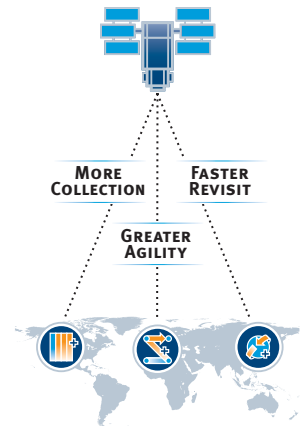 MORE
COLLECTION
FASTER
REVISIT
GREATER
AGILITY